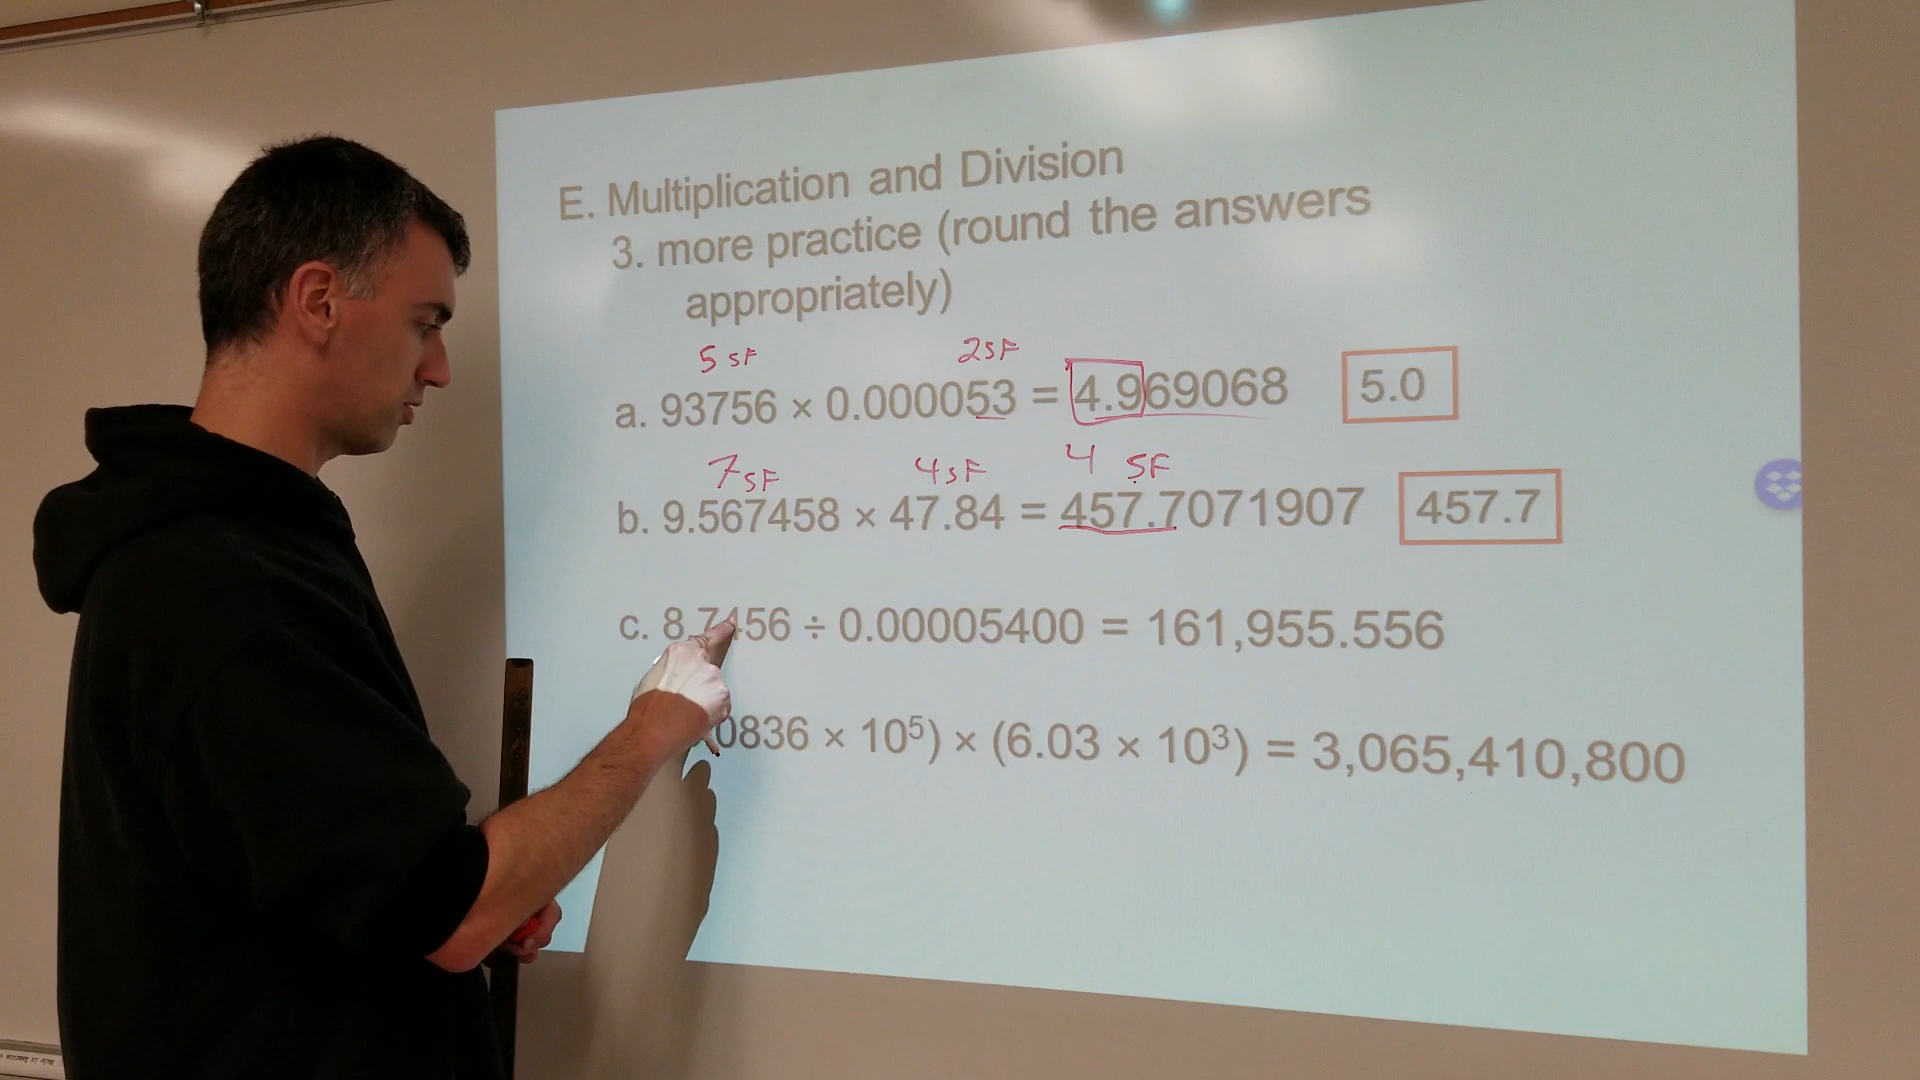 E. Multiplication and Division
3. more practice (round the answers
appropriately)
5 SF 2SF
a. 93756 × 0.000053 = 4.969068 5.0
7SF 4SF 4 SF
b. 9.567458 × 47.84 = 457.7071907 457.7
c. 8.7456 ÷ 0.00005400 = 161,955.556
0836 × 10⁵) × (6.03 × 10³) = 3,065,410,800